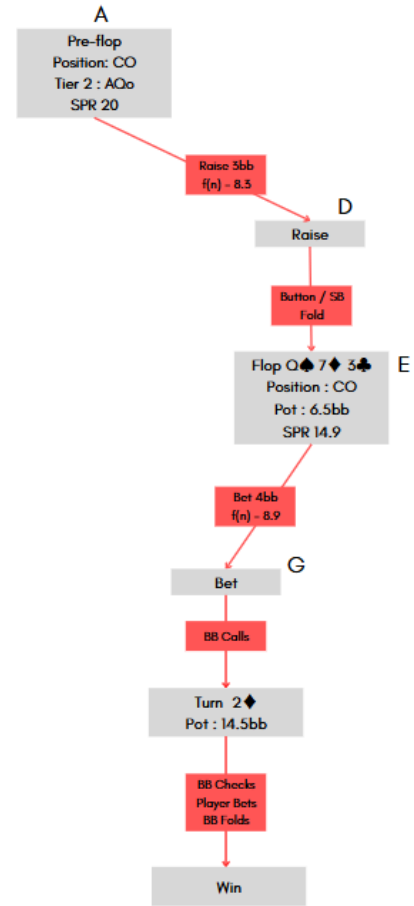 A
Pre-flop
Position: CO
Tier 2 : AQo
SPR 20
Raise 3bb
f(n) - 8.3
D
Raise
Button / SB
Fold
E
Flop Q♠ 7♦ 3♣
Position : CO
Pot : 6.5bb
SPR 14.9
Bet 4bb
f(n) - 8.9
G
Bet
BB Calls
Turn 2♦
Pot : 14.5bb
BB Checks
Player Bets
BB Folds
Win